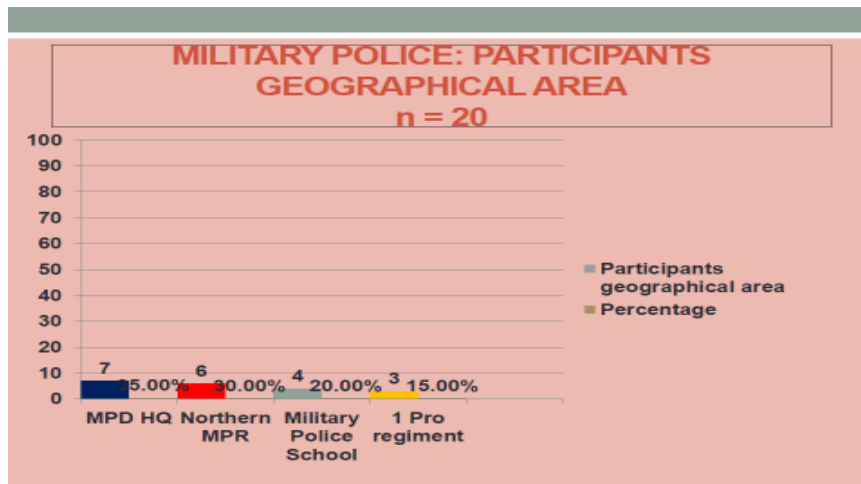 MILITARY POLICE: PARTICIPANTS
GEOGRAPHICAL AREA
n = 20
100
90
80
70
60
50
40
30
20
10
0
7 35.00% 6 30.00% 4 20.00% 3 15.00%
MPD HQ
Northern
MPR
Military
Police
School
1 Pro
regiment
Participants
geographical area
Percentage